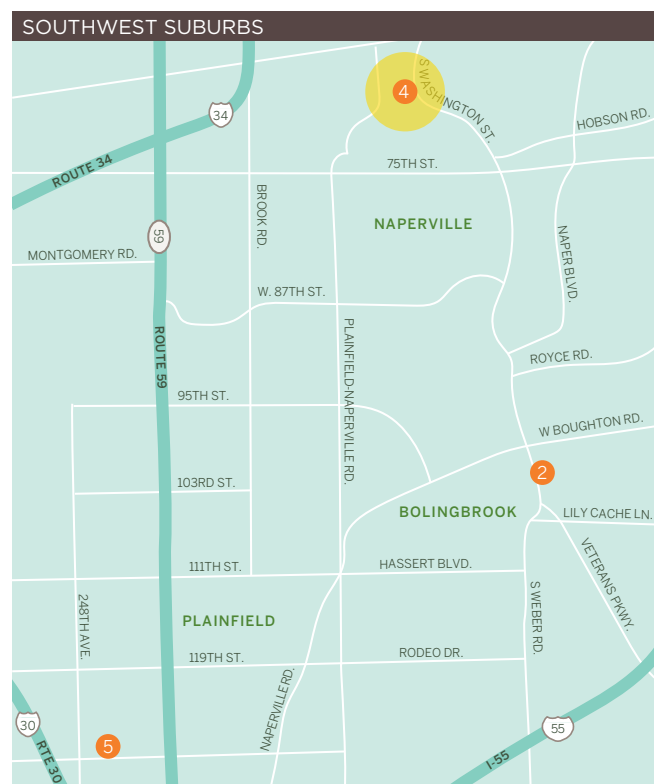 SOUTHWEST SUBURBS
S WASHINGTON ST.
4
34
HOBSON RD.
ROUTE 34
75TH ST.
BROOK RD.
NAPERVILLE
59
MONTGOMERY RD.
NAPER BLVD.
W. 87TH ST.
ROUTE 59
PLAINFIELD-NAPERVILLE RD.
ROYCE RD.
95TH ST.
W BOUGHTON RD.
2
103RD ST.
BOLINGBROOK
LILY CACHE LN.
VETERANS PKWY.
111TH ST.
HASSERT BLVD.
248TH AVE.
S WEBER RD.
PLAINFIELD
119TH ST.
RODEO DR.
NAPERVILLE RD.
30
RTE 30
5
55
I-55